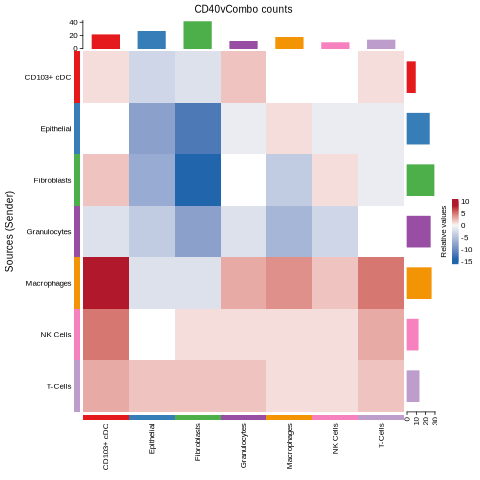 CD40vCombo counts
40
20
0
CD103+ cDC
Epithelial
Fibroblasts
Granulocytes
Macrophages
NK Cells
T-Cells
Sources (Sender)
CD103+ cDC
Epithelial
Fibroblasts
Granulocytes
Macrophages
NK Cells
T-Cells
0
10
20
30
Relative values
10
5
0
-5
-10
-15